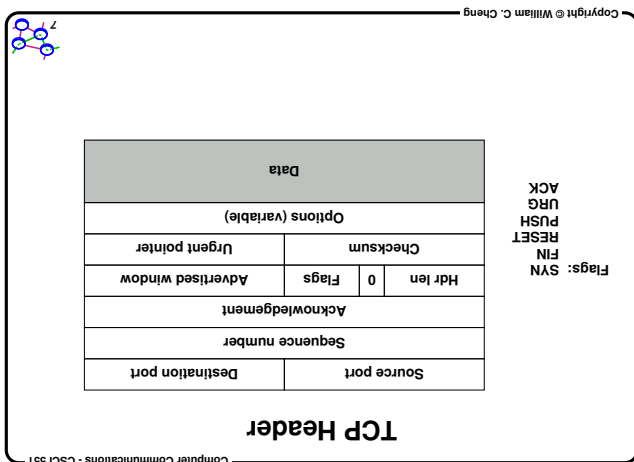 Computer Communications - CSCI 551
TCP Header
Source port Destination port
Sequence number
Acknowledgement
Hdr len 0 Flags Advertised window
Checksum Urgent pointer
Options (variable)
Data
Flags: SYN
FIN
RESET
PUSH
URG
ACK
7
Copyright © William C. Cheng